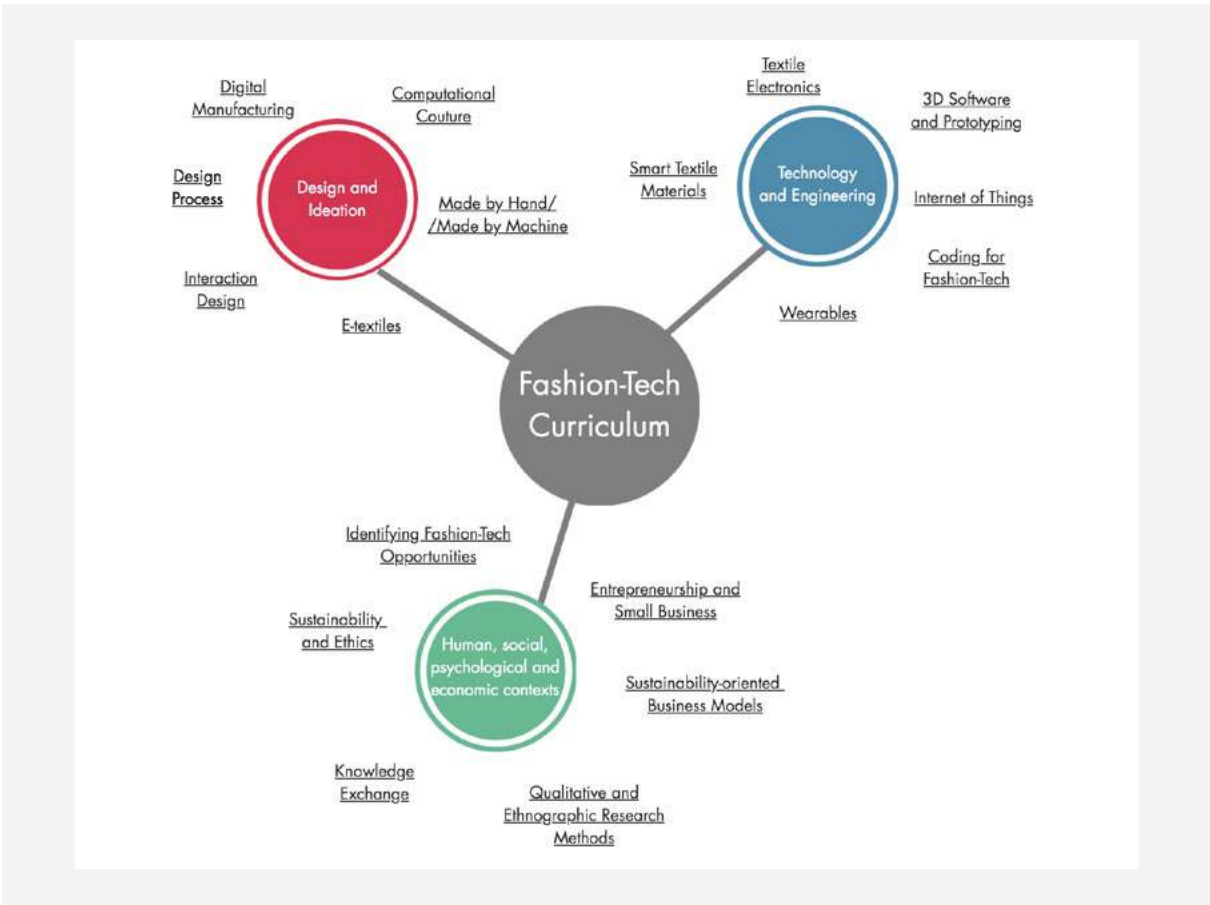 Digital
Manufacturing
Computational
Couture
Design
Process
Design and
Ideation
Made by Hand/
/Made by Machine
Interaction
Design
E-textiles
Textile
Electronics
3D Software
and Prototyping
Smart Textile
Materials
Technology
and Engineering
Internet of Things
Coding for
Fashion-Tech
Wearables
Fashion-Tech
Curriculum
Identifying Fashion-Tech
Opportunities
Entrepreneurship and
Small Business
Sustainability
and Ethics
Human, social,
psychological and
economic contexts
Sustainability-oriented
Business Models
Knowledge
Exchange
Qualitative and
Ethnographic Research
Methods